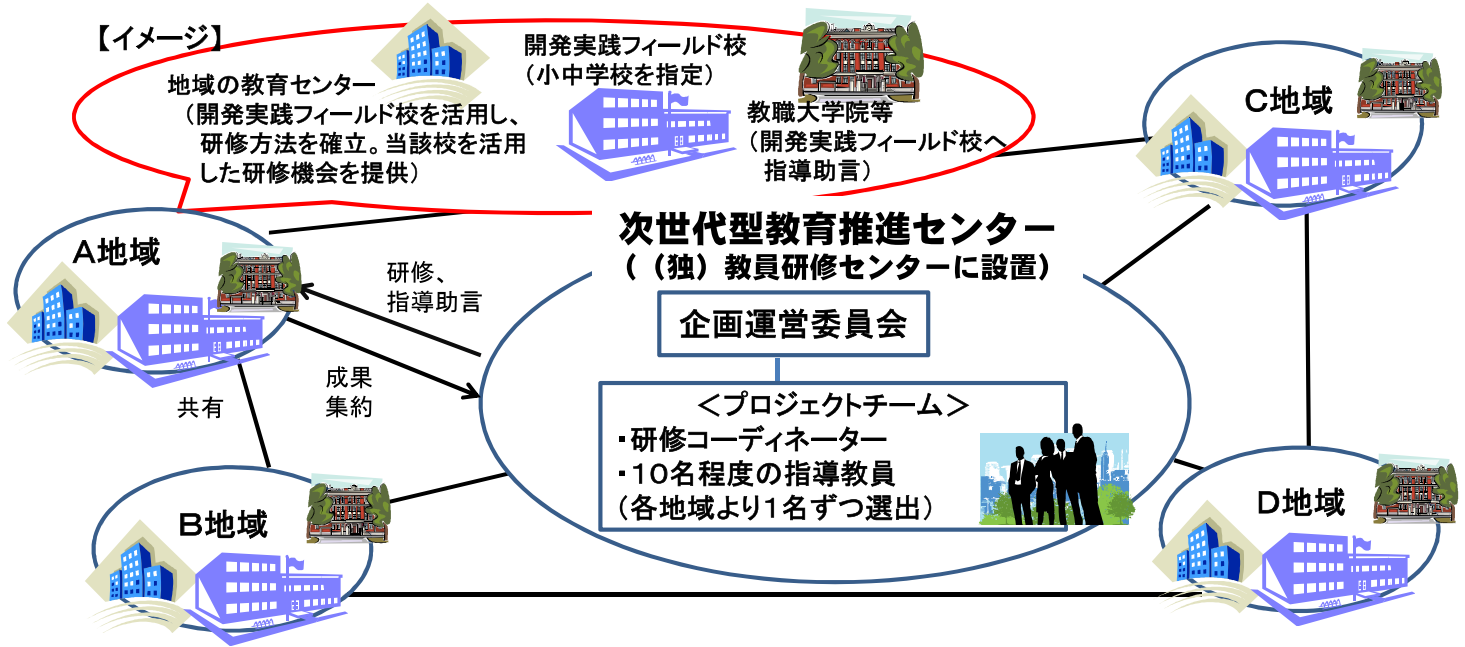 【イメージ】
地域の教育センター
（開発実践フィールド校を活用し、
研修方法を確立。当該校を活用
した研修機会を提供）
開発実践フィールド校
（小中学校を指定）
教職大学院等
（開発実践フィールド校へ
指導助言）
C地域
A地域
研修、
指導助言
成果
集約
共有
次世代型教育推進センター
（（独）教員研修センターに設置）
企画運営委員会
＜プロジェクトチーム＞
・研修コーディネーター
・１０名程度の指導教員
（各地域より１名ずつ選出）
B地域
D地域